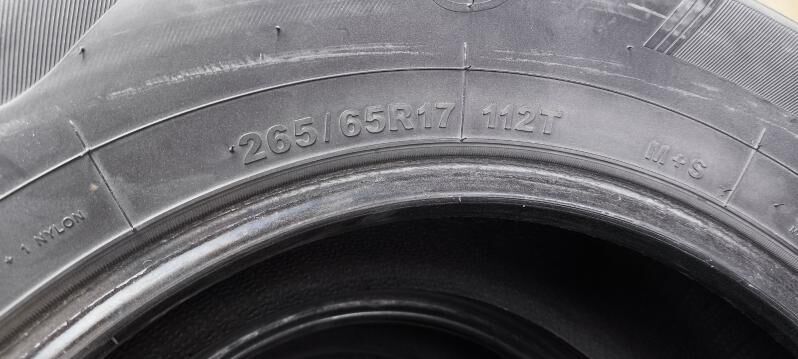 265/65R17 112T
M+S
+ 1 NYLON